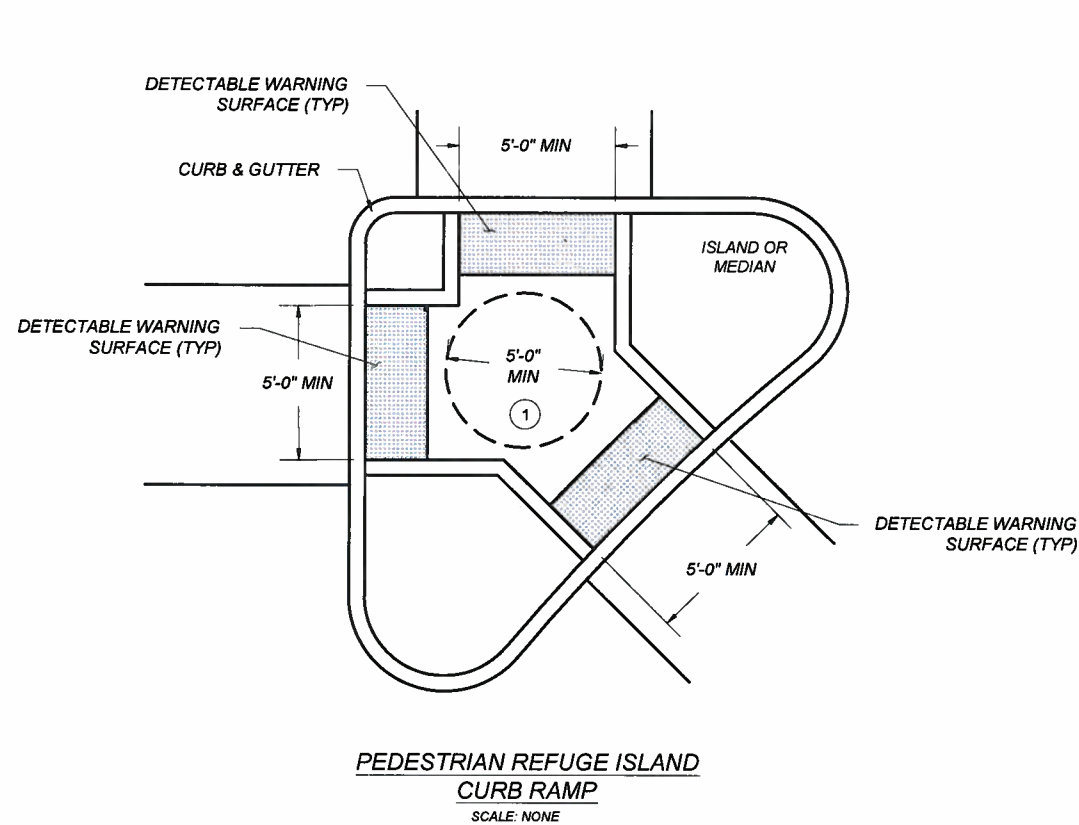 DETECTABLE WARNING
SURFACE (TYP)
5'-0" MIN
CURB & GUTTER
ISLAND OR
MEDIAN
DETECTABLE WARNING
SURFACE (TYP)
5'-0" MIN
5'-0"
MIN
1
DETECTABLE WARNING
SURFACE (TYP)
5'-0" MIN
PEDESTRIAN REFUGE ISLAND
CURB RAMP
SCALE: NONE